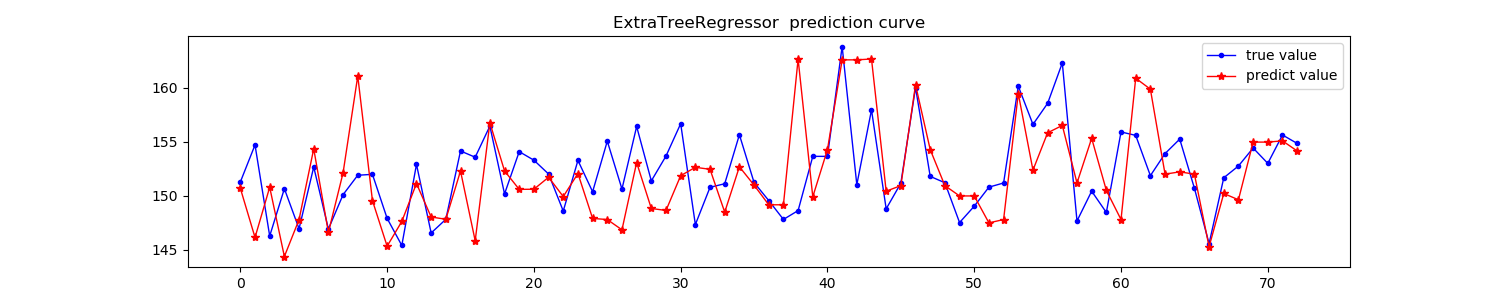 ExtraTreeRegressor  prediction curve
true value
predict value
160
155
150
145
0 10 20 30 40 50 60 70